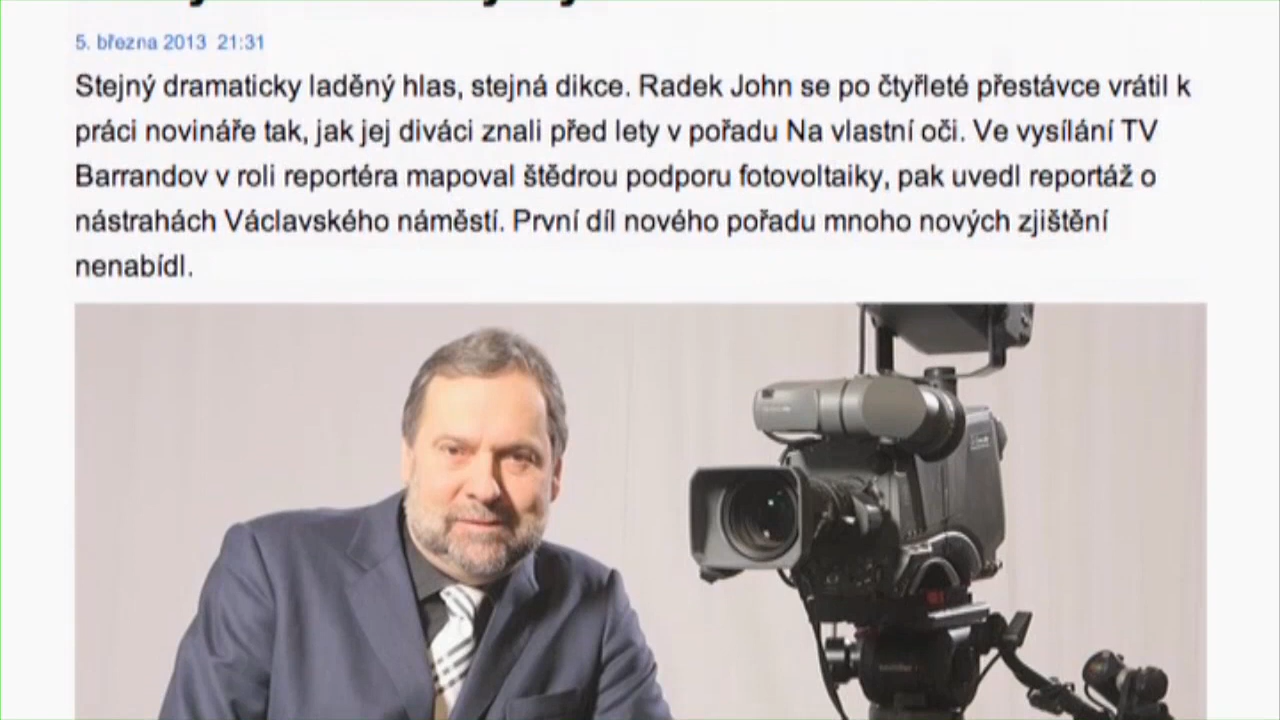 5. března 2013 21:31
Stejný dramaticky laděný hlas, stejná dikce. Radek John se po čtyřleté přestávce vrátil k
práci novináře tak, jak jej diváci znali před lety v pořadu Na vlastní oči. Ve vysílání TV
Barrandov v roli reportéra mapoval štědrou podporu fotovoltaiky, pak uvedl reportáž o
nástrahách Václavského náměstí. První díl nového pořadu mnoho nových zjištění
nenabídl.